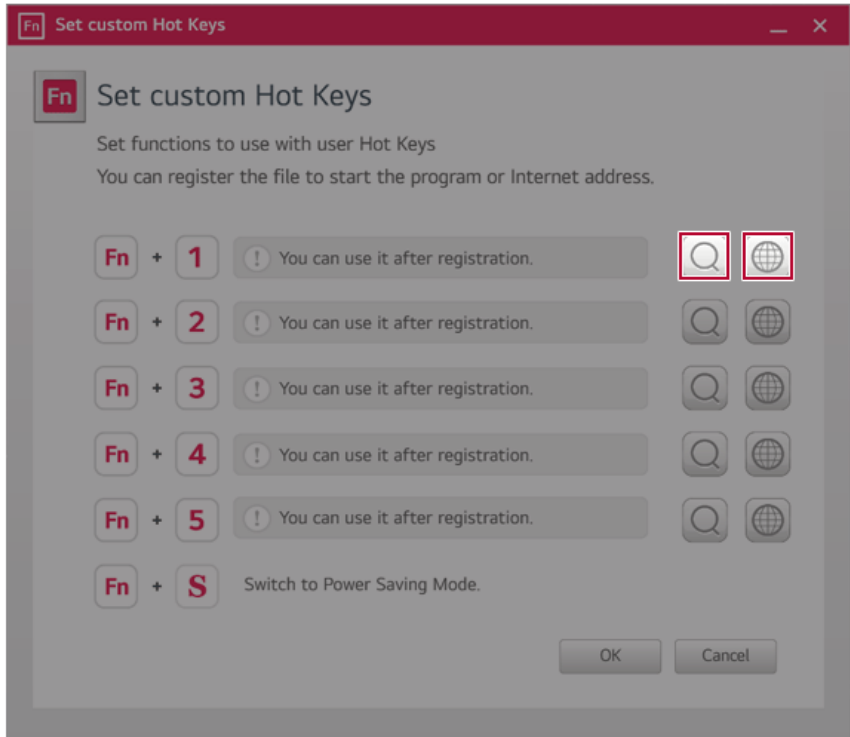 Fn Set custom Hot Keys
Fn Set custom Hot Keys
Set functions to use with user Hot Keys
You can register the file to start the program or Internet address.
Fn + 1 ! You can use it after registration.
Fn + 2 ! You can use it after registration.
Fn + 3 ! You can use it after registration.
Fn + 4 ! You can use it after registration.
Fn + 5 ! You can use it after registration.
Fn + S Switch to Power Saving Mode.
OK Cancel